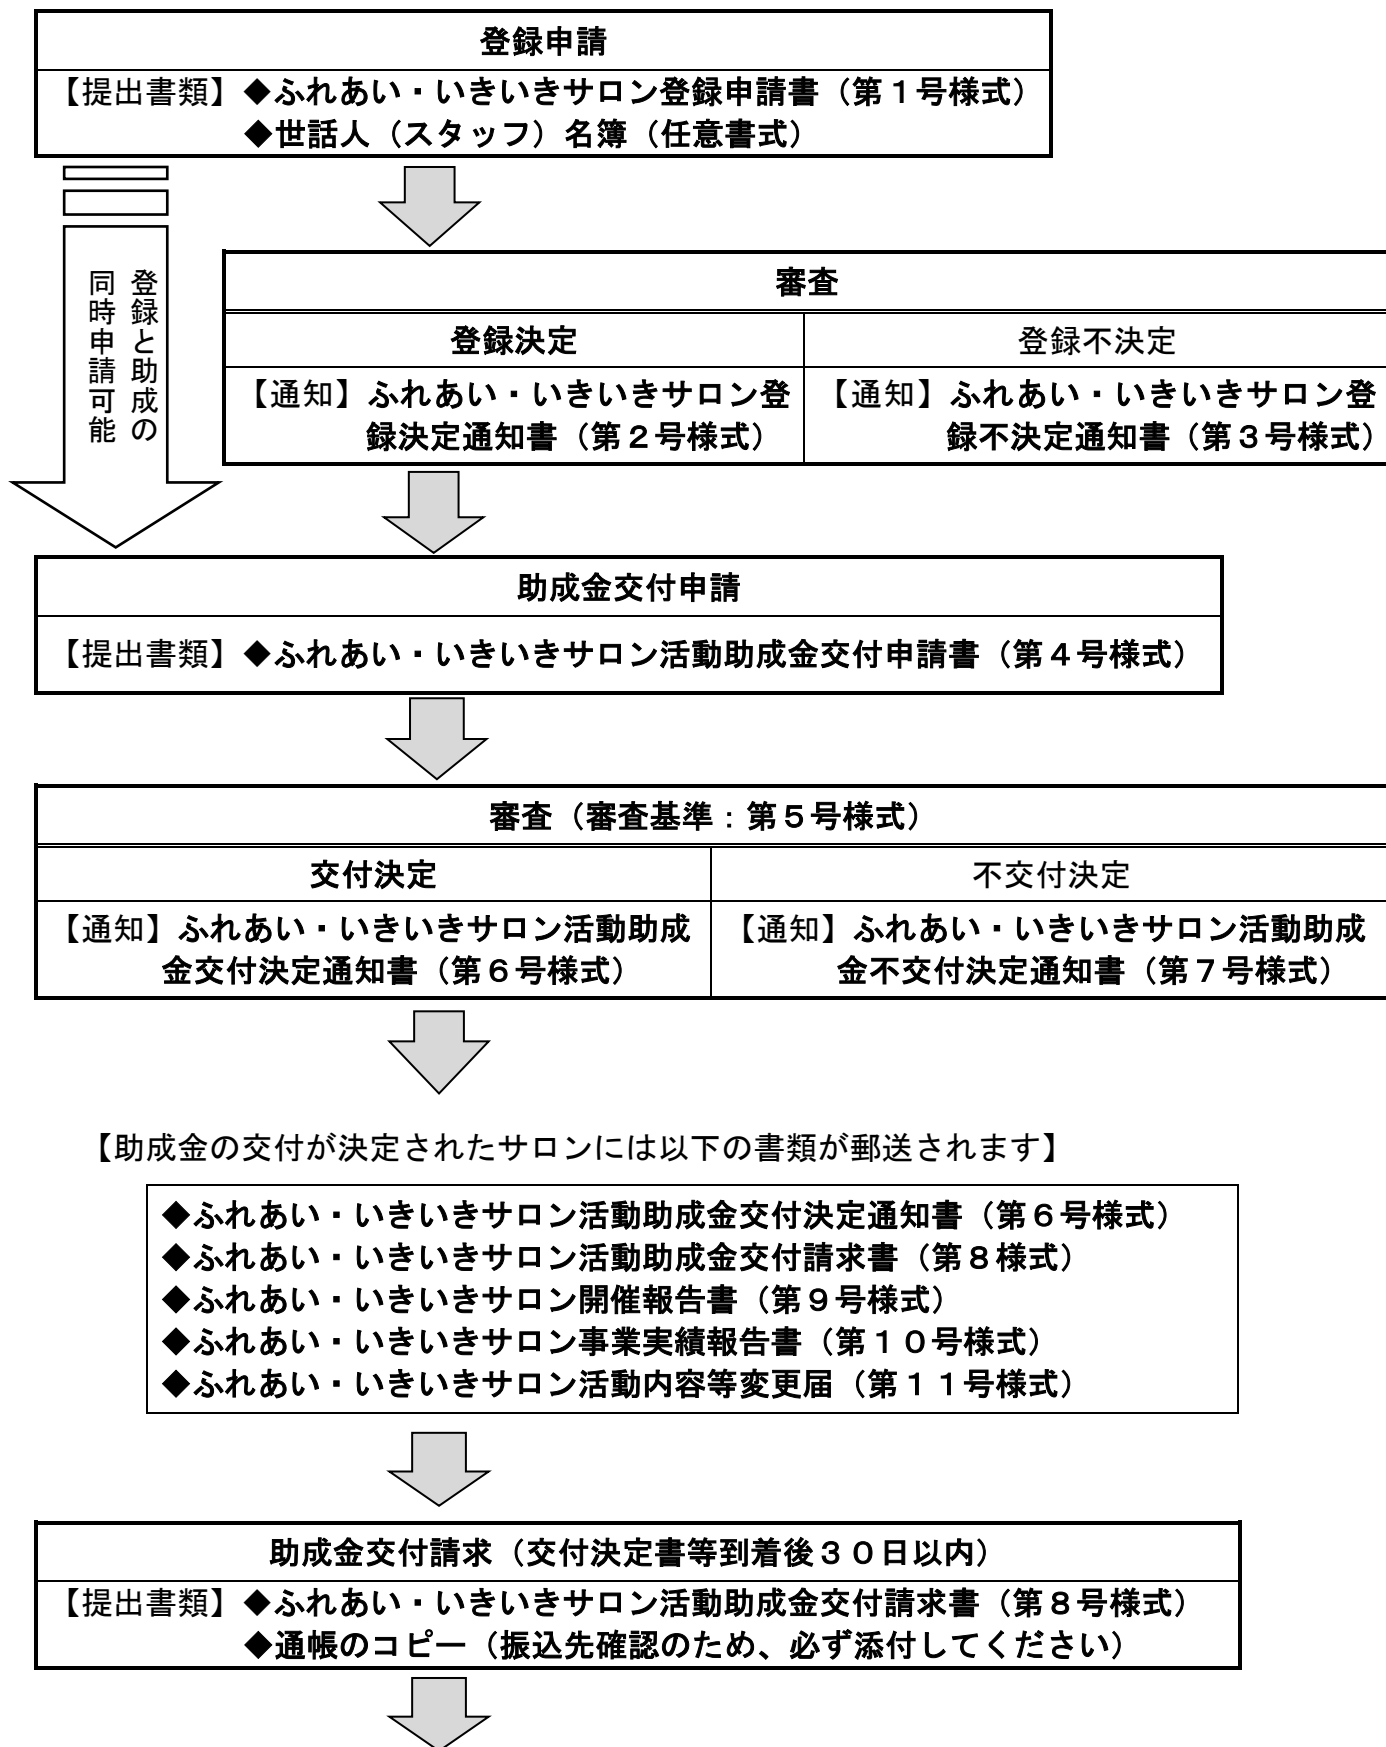 登録申請
【提出書類】◆ふれあい・いきいきサロン登録申請書（第１号様式）
◆世話人（スタッフ）名簿（任意書式）
登録と助成の
同時申請可能
審査
登録決定
登録不決定
【通知】ふれあい・いきいきサロン登
録決定通知書（第２号様式）
【通知】ふれあい・いきいきサロン登
録不決定通知書（第３号様式）
助成金交付申請
【提出書類】◆ふれあい・いきいきサロン活動助成金交付申請書（第４号様式）
審査（審査基準：第５号様式）
交付決定
不交付決定
【通知】ふれあい・いきいきサロン活動助成
金交付決定通知書（第６号様式）
【通知】ふれあい・いきいきサロン活動助成
金不交付決定通知書（第７号様式）
【助成金の交付が決定されたサロンには以下の書類が郵送されます】
◆ふれあい・いきいきサロン活動助成金交付決定通知書（第６号様式）
◆ふれあい・いきいきサロン活動助成金交付請求書（第８様式）
◆ふれあい・いきいきサロン開催報告書（第９号様式）
◆ふれあい・いきいきサロン事業実績報告書（第１０号様式）
◆ふれあい・いきいきサロン活動内容等変更届（第１１号様式）
助成金交付請求（交付決定書等到着後３０日以内）
【提出書類】◆ふれあい・いきいきサロン活動助成金交付請求書（第８号様式）
◆通帳のコピー（振込先確認のため、必ず添付してください）